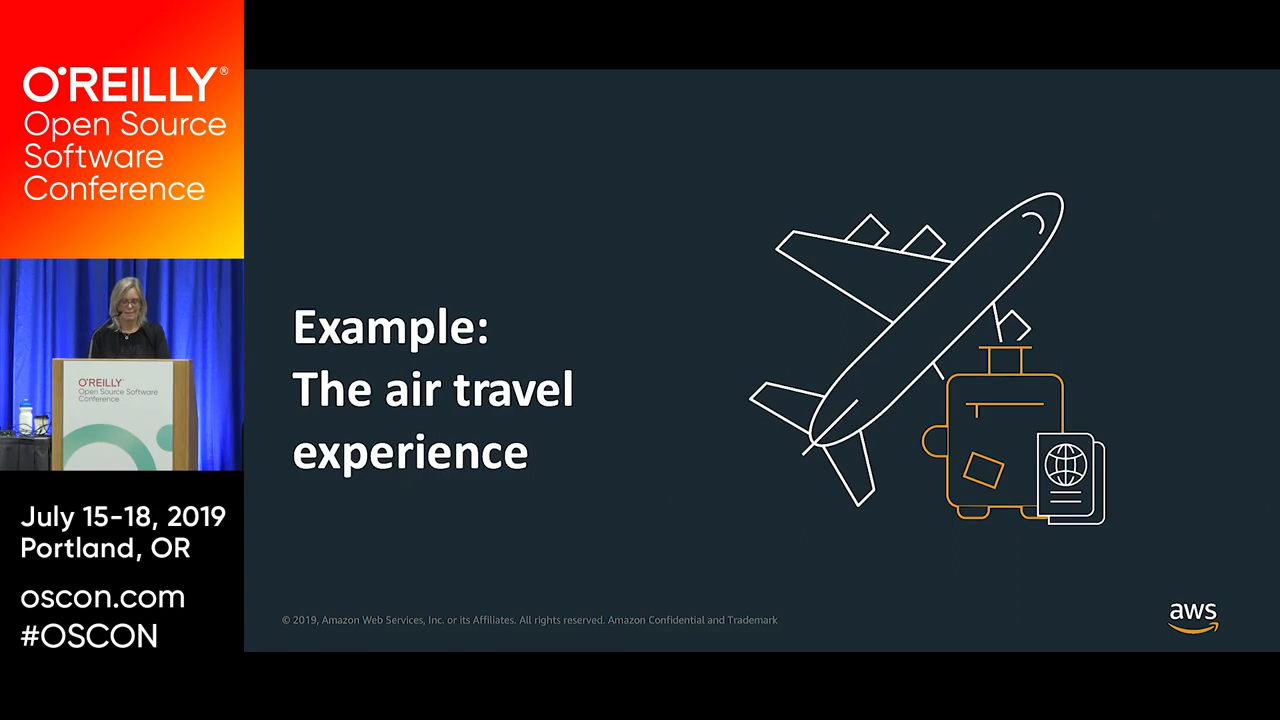 O'REILLY®
Open Source
Software
Conference
O'REILLY
Open Source Software
Conference
July 15-18, 2019
Portland, OR
oscon.com
#OSCON
Example:
The air travel
experience
© 2019, Amazon Web Services, Inc. or its Affiliates. All rights reserved. Amazon Confidential and Trademark
aws